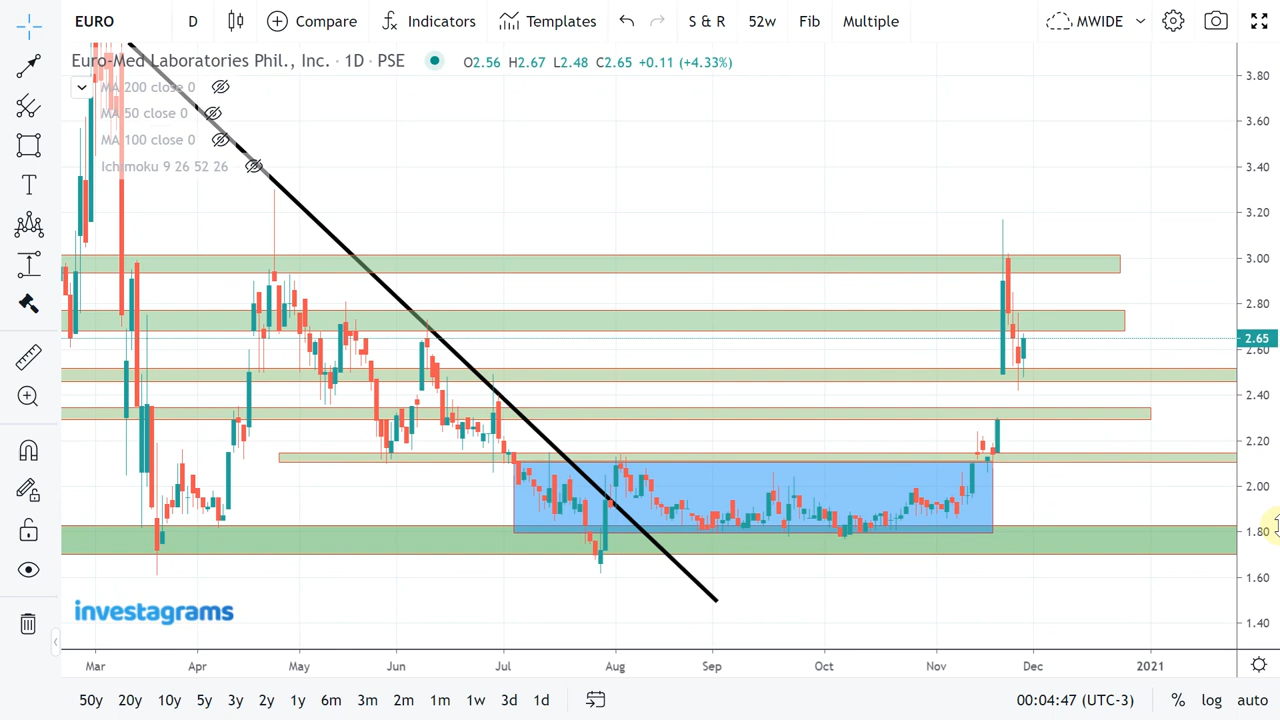 EURO D Compare Indicators Templates S & R 52w Fib Multiple MWIDE
Euro-Med Laboratories Phil., Inc. · 1D · PSE O2.56 H2.67 L2.48 C2.65 +0.11 (+4.33%)
MA 200 close 0
MA 50 close 0
MA 100 close 0
Ichimoku 9 26 52 26
3.80
3.60
3.40
3.20
3.00
2.80
2.65
2.60
2.40
2.20
2.00
1.80
1.60
1.40
investagrams
Mar Apr May Jun Jul Aug Sep Oct Nov Dec 2021
50y 20y 10y 5y 3y 2y 1y 6m 3m 2m 1m 1w 3d 1d 00:04:47 (UTC-3) % log auto